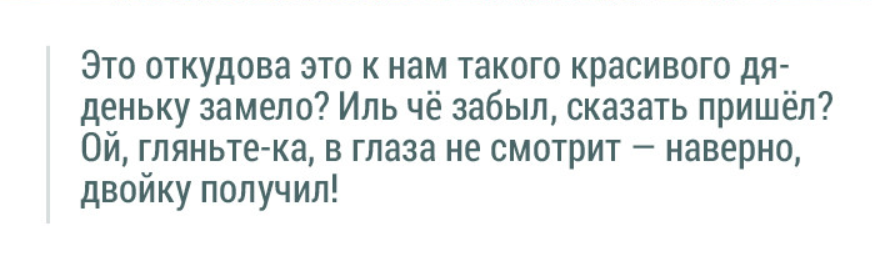 Это откудова это к нам такого красивого дя-
деньку замело? Иль чё забыл, сказать пришёл?
Ой, гляньте-ка, в глаза не смотрит — наверно,
двойку получил!